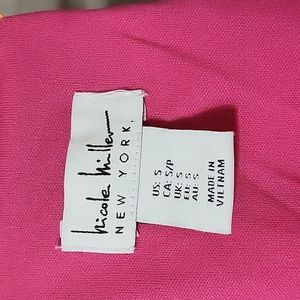 Nicole Miller
NEW YORK.
US: S
CA: S/P
UK: S
EU: S
AU: S
MADE IN
VIETNAM